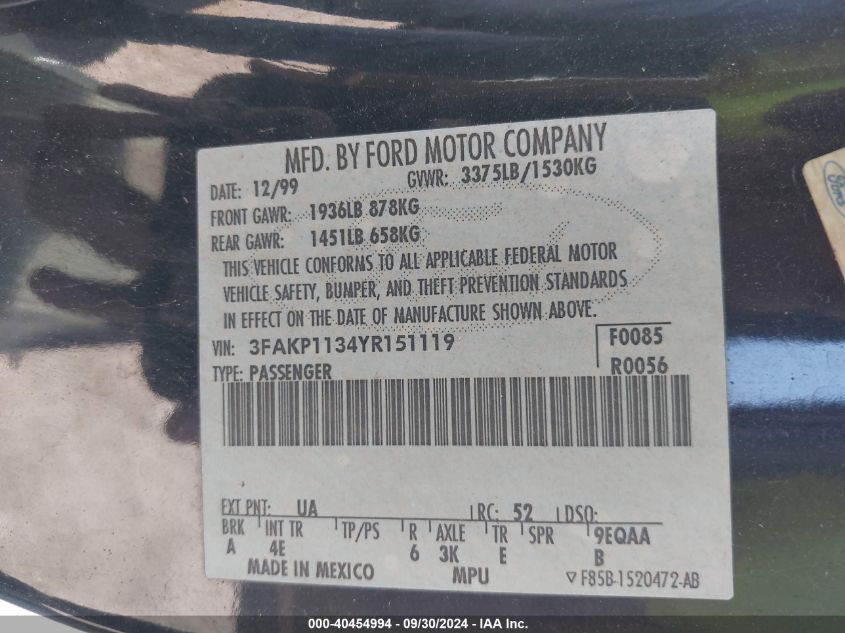 MFD. BY FORD MOTOR COMPANY
DATE: 12/99 GVWR: 3375LB/1530KG
FRONT GAWR: 1936LB 878KG
REAR GAWR: 1451LB 658KG
THIS VEHICLE CONFORMS TO ALL APPLICABLE FEDERAL MOTOR
VEHICLE SAFETY, BUMPER, AND THEFT PREVENTION STANDARDS
IN EFFECT ON THE DATE OF MANUFACTURE SHOWN ABOVE.
VIN: 3FAKP1134YR151119 F0085
TYPE: PASSENGER R0056
EXT PNT: UA RC: 52 DSO:
BRK INT TR TP/PS R AXLE TR SPR 9EQAA
A 4E 6 3K E B
MADE IN MEXICO MPU F85B-1520472-AB
Ford
000-40454994 - 09/30/2024 - IAA Inc.